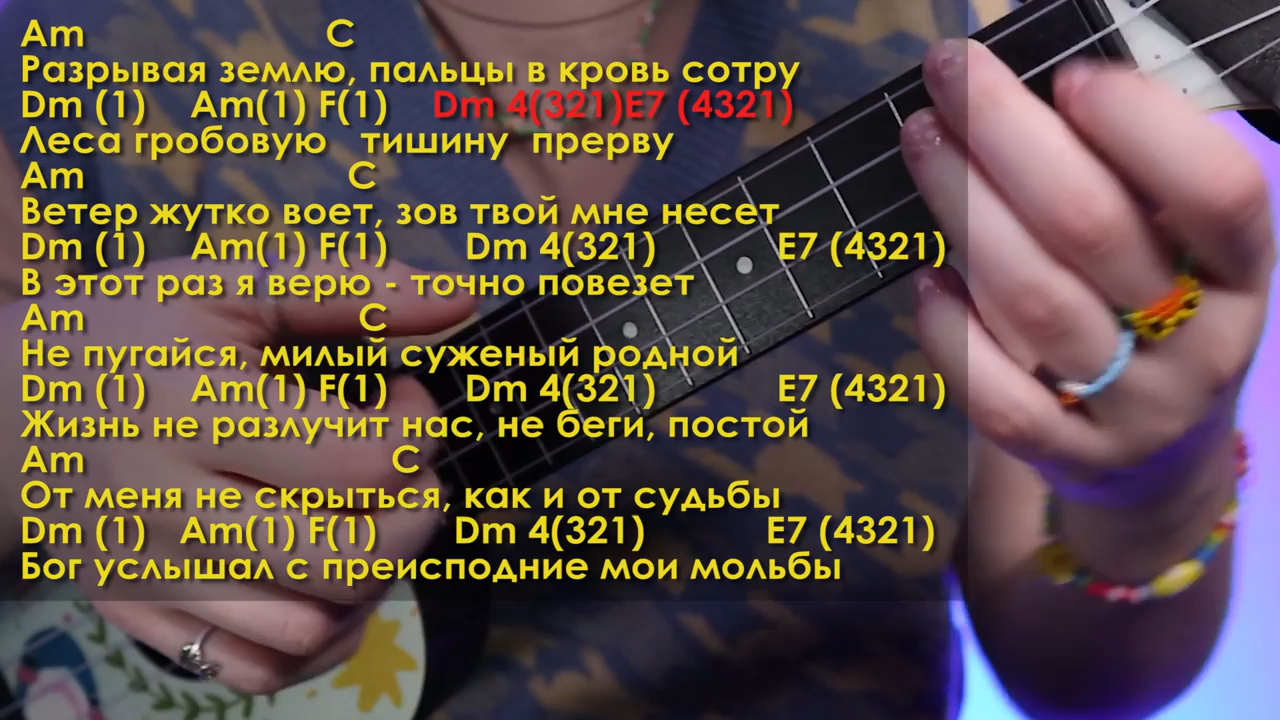 Am C
Разрывая землю, пальцы в кровь сотру
Dm (1) Am(1) F(1) Dm 4(321)E7 (4321)
Леса гробовую тишину прерву
Am C
Ветер жутко воет, зов твой мне несет
Dm (1) Am(1) F(1) Dm 4(321) E7 (4321)
В этот раз я верю - точно повезет
Am C
Не пугайся, милый суженый родной
Dm (1) Am(1) F(1) Dm 4(321) E7 (4321)
Жизнь не разлучит нас, не беги, постой
Am C
От меня не скрыться, как и от судьбы
Dm (1) Am(1) F(1) Dm 4(321) E7 (4321)
Бог услышал с преисподние мои мольбы